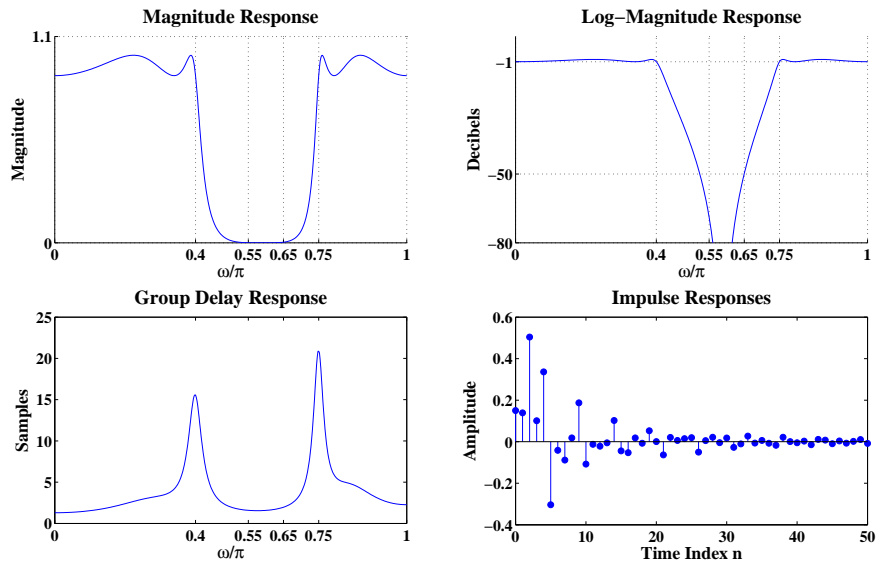 Magnitude Response
1.1
0
Magnitude
0 0.4 0.55 0.65 0.75 1
ω/π
Log−Magnitude Response
−1
−50
−80
Decibels
0 0.4 0.55 0.65 0.75 1
ω/π
Group Delay Response
25
20
15
10
5
0
Samples
0 0.4 0.55 0.65 0.75 1
ω/π
Impulse Responses
0.6
0.4
0.2
0
−0.2
−0.4
Amplitude
0 10 20 30 40 50
Time Index n